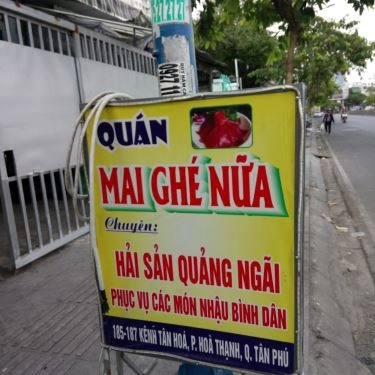 QUÁN
MAI GHÉ NỮA
Chuyên:
HẢI SẢN QUẢNG NGÃI
PHỤC VỤ CÁC MÓN NHẬU BÌNH DÂN
185-187 KÊNH TÂN HOÁ, P. HOÀ THẠNH, Q. TÂN PHÚ